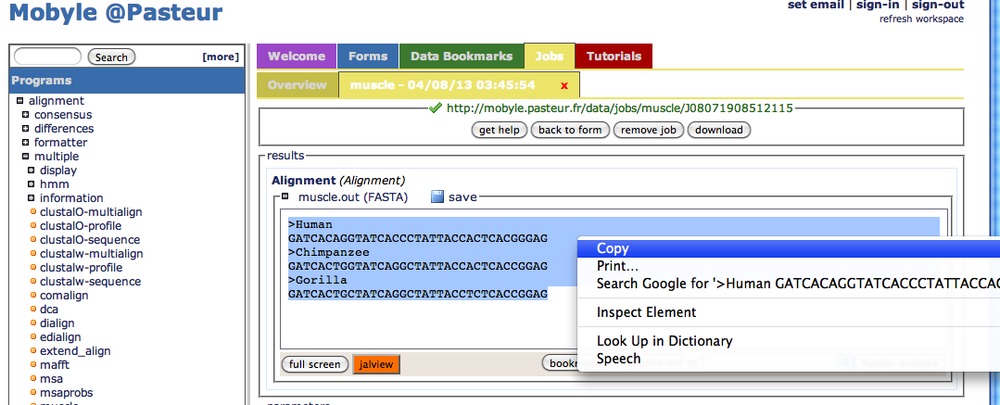 Mobyle @Pasteur
set email | sign-in | sign-out
refresh workspace
Search
[more]
Programs
alignment
consensus
differences
formatter
multiple
display
hmm
information
clustalO-multialign
clustalO-profile
clustalO-sequence
clustalw-multialign
clustalw-profile
clustalw-sequence
comalign
dca
dialign
edialign
extend_align
mafft
msa
msaprobs
Welcome
Forms
Data Bookmarks
Jobs
Tutorials
Overview
muscle - 04/08/13 03:45:54 x
http://mobyle.pasteur.fr/data/jobs/muscle/J08071908512115
get help
back to form
remove job
download
results
Alignment (Alignment)
muscle.out (FASTA)
save
>Human
GATCACAGGTATCACCCTATTACCACTCACGGGAG
>Chimpanzee
GATCACTGGTATCAGGCTATTACCACTCACCGGAG
>Gorilla
GATCACTGCTATCAGGCTATTACCTCTCACCGGAG
Copy
Print...
Search Google for '>Human GATCACAGGTATCACCCTATTACCAC
Inspect Element
Look Up in Dictionary
Speech
full screen
jalview